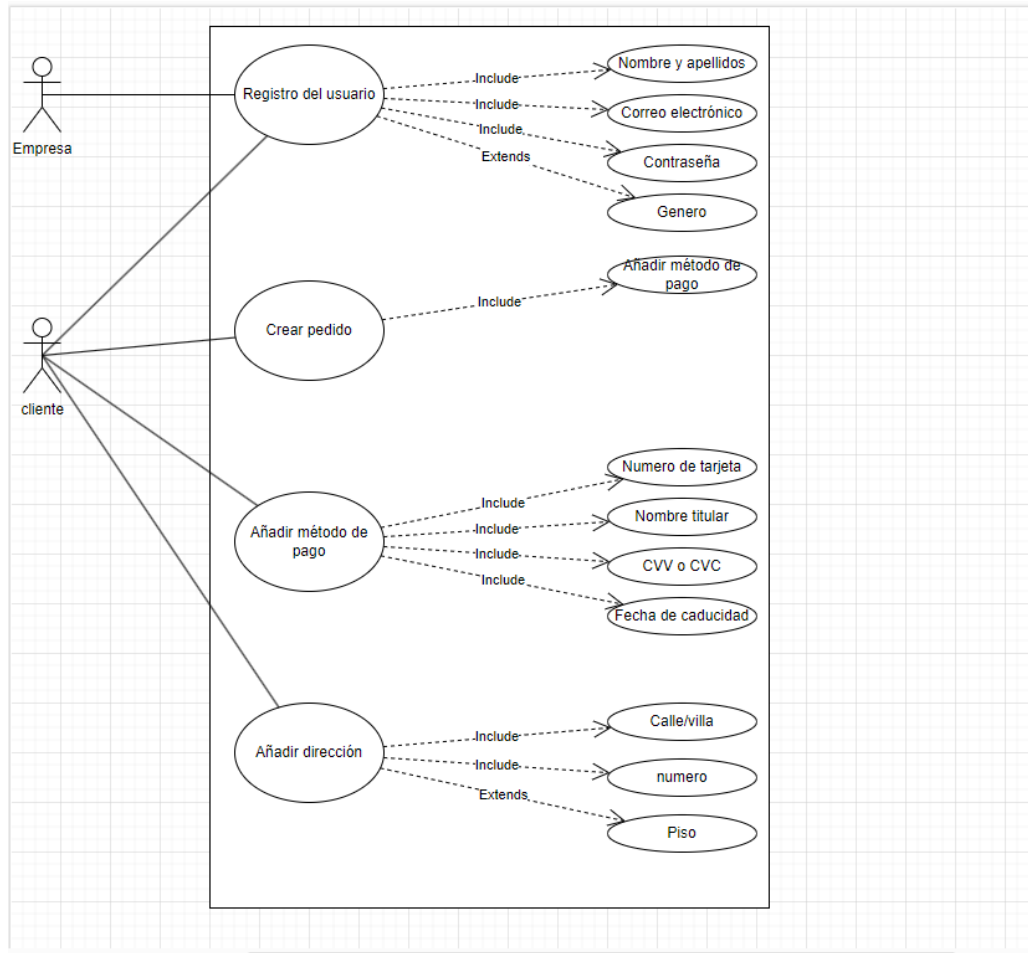 Empresa
cliente
Registro del usuario
Include
Include
Include
Extends
Nombre y apellidos
Correo electrónico
Contraseña
Genero
Crear pedido
Include
Añadir método de
pago
Añadir método de
pago
Include
Include
Include
Include
Numero de tarjeta
Nombre titular
CVV o CVC
Fecha de caducidad
Añadir dirección
Include
Include
Extends
Calle/villa
numero
Piso